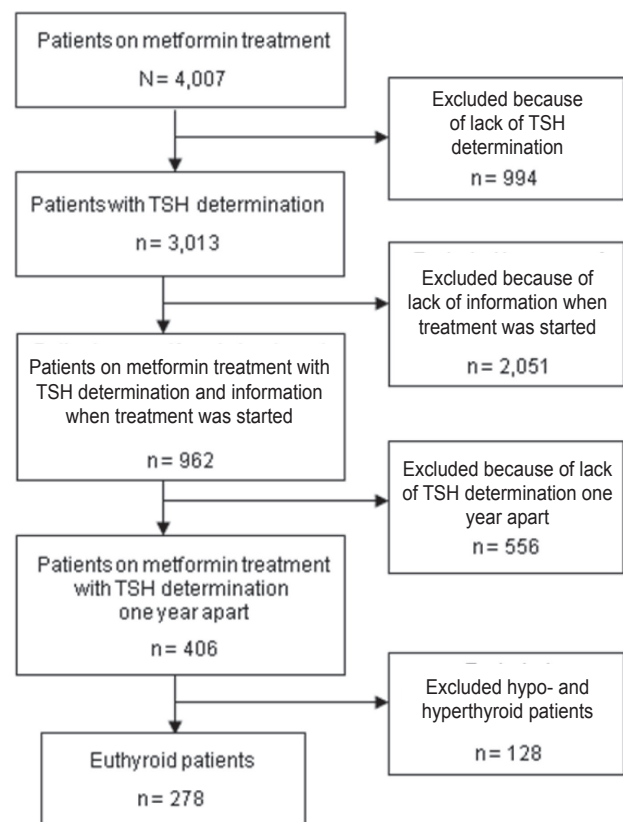 Patients on metformin treatment
N= 4,007
Excluded because
of lack of TSH
determination
n= 994
Patients with TSH determination
n= 3,013
Excluded because of
lack of information when
treatment was started
n= 2,051
Patients on metformin treatment with
TSH determination and information
when treatment was started
n= 962
Excluded because of lack
of TSH determination one
year apart
n= 556
Patients on metformin treatment
with TSH determination
one year apart
n= 406
Excluded hypo- and
hyperthyroid patients
n= 128
Euthyroid patients
n= 278